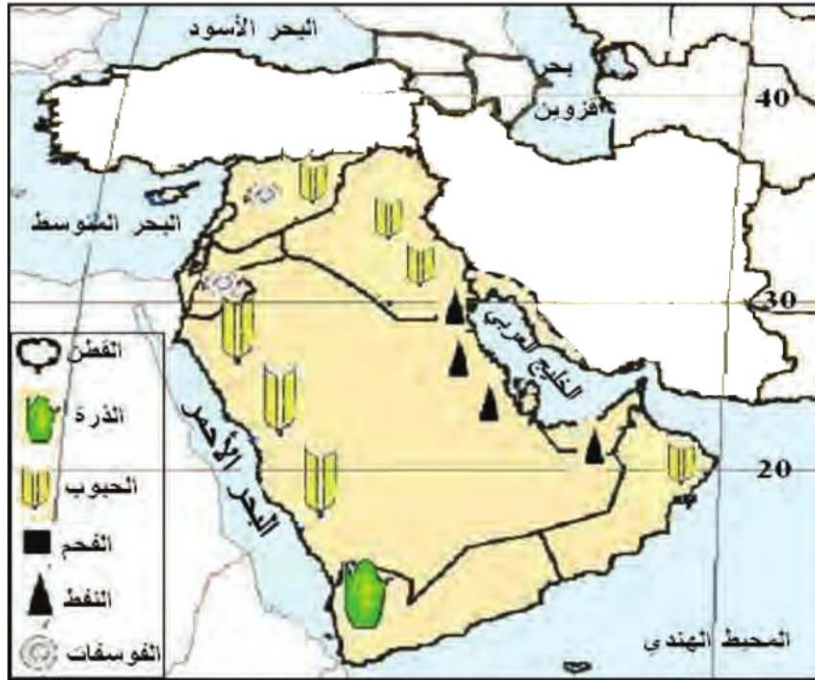 البحر الأسود
بحر
قزوين
40
البحر المتوسط
30
الخليج العربي
البحر الأحمر
20
المحيط الهندي
القطن
الذرة
الحبوب
الفحم
النفط
الفوسفات